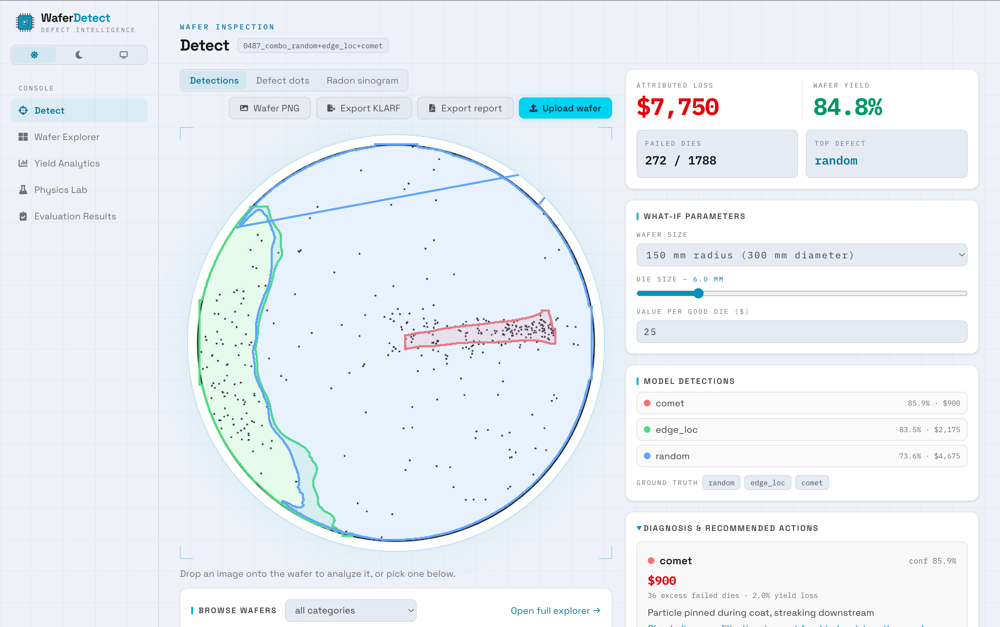 WaferDetect
DEFECT INTELLIGENCE
CONSOLE
Detect
Wafer Explorer
Yield Analytics
Physics Lab
Evaluation Results
WAFER INSPECTION
Detect
0487_combo_random+edge_loc+comet
Detections
Defect dots
Radon sinogram
Wafer PNG
Export KLARF
Export report
Upload wafer
Drop an image onto the wafer to analyze it, or pick one below.
BROWSE WAFERS
all categories
Open full explorer →
ATTRIBUTED LOSS
$7,750
WAFER YIELD
84.8%
FAILED DIES
272 / 1788
TOP DEFECT
random
WHAT-IF PARAMETERS
WAFER SIZE
150 mm radius (300 mm diameter)
DIE SIZE — 6.0 MM
VALUE PER GOOD DIE ($)
25
MODEL DETECTIONS
comet 85.9% · $900
edge_loc 83.5% · $2,175
random 73.6% · $4,675
GROUND TRUTH random edge_loc comet
DIAGNOSIS & RECOMMENDED ACTIONS
comet conf 85.9%
$900
36 excess failed dies · 2.0% yield loss
Particle pinned during coat, streaking downstream